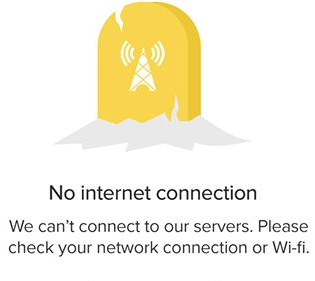 No internet connection
We can’t connect to our servers. Please
check your network connection or Wi-fi.